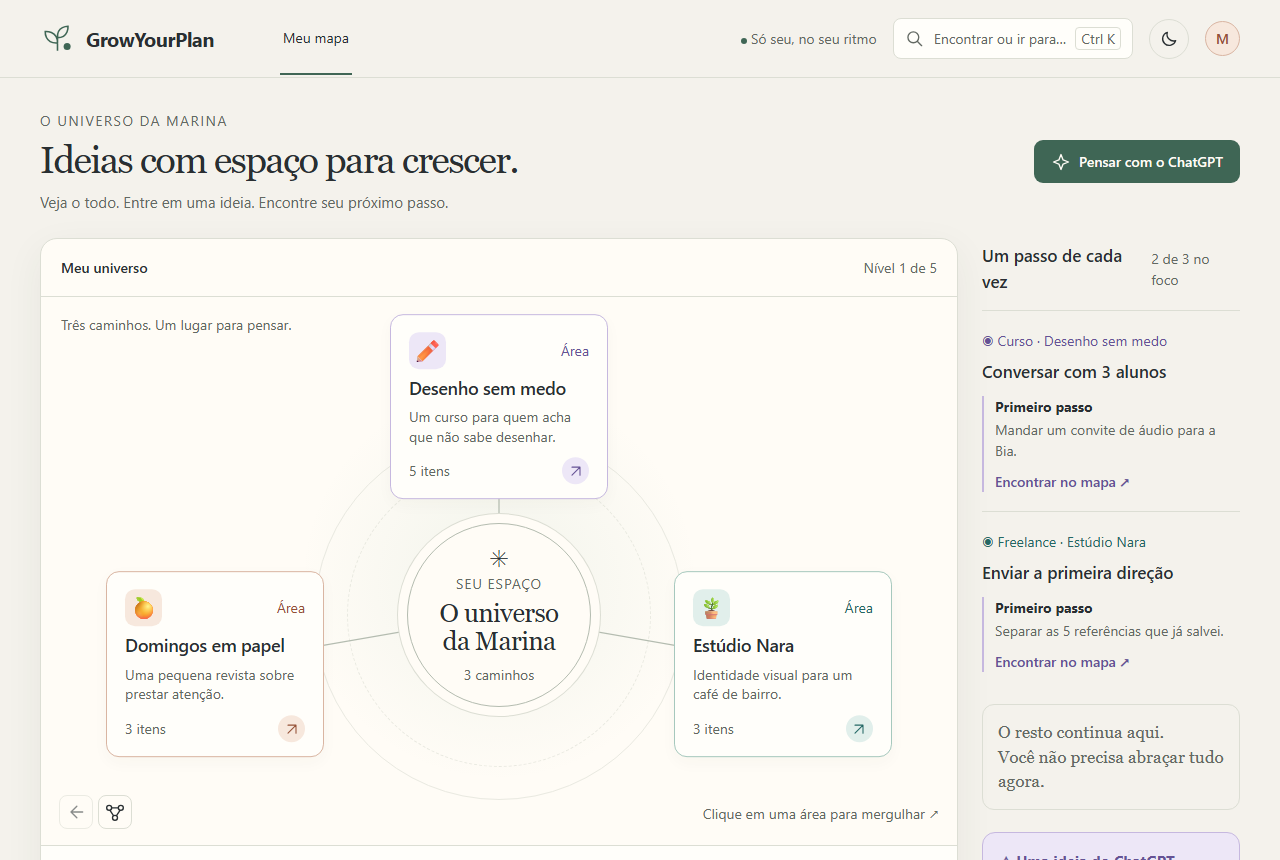 GrowYourPlan
Meu mapa
Só seu, no seu ritmo
Encontrar ou ir para...
Ctrl K
M
O UNIVERSO DA MARINA
Ideias com espaço para crescer.
Veja o todo. Entre em uma ideia. Encontre seu próximo passo.
Pensar com o ChatGPT
Meu universo
Nível 1 de 5
Três caminhos. Um lugar para pensar.
Área
Desenho sem medo
Um curso para quem acha
que não sabe desenhar.
5 itens
SEU ESPAÇO
O universo
da Marina
3 caminhos
Área
Domingos em papel
Uma pequena revista sobre
prestar atenção.
3 itens
Área
Estúdio Nara
Identidade visual para um
café de bairro.
3 itens
Clique em uma área para mergulhar ↗
Um passo de cada
vez
2 de 3 no
foco
Curso · Desenho sem medo
Conversar com 3 alunos
Primeiro passo
Mandar um convite de áudio para a
Bia.
Encontrar no mapa ↗
Freelance · Estúdio Nara
Enviar a primeira direção
Primeiro passo
Separar as 5 referências que já salvei.
Encontrar no mapa ↗
O resto continua aqui.
Você não precisa abraçar tudo
agora.
Uma ideia do ChatGPT